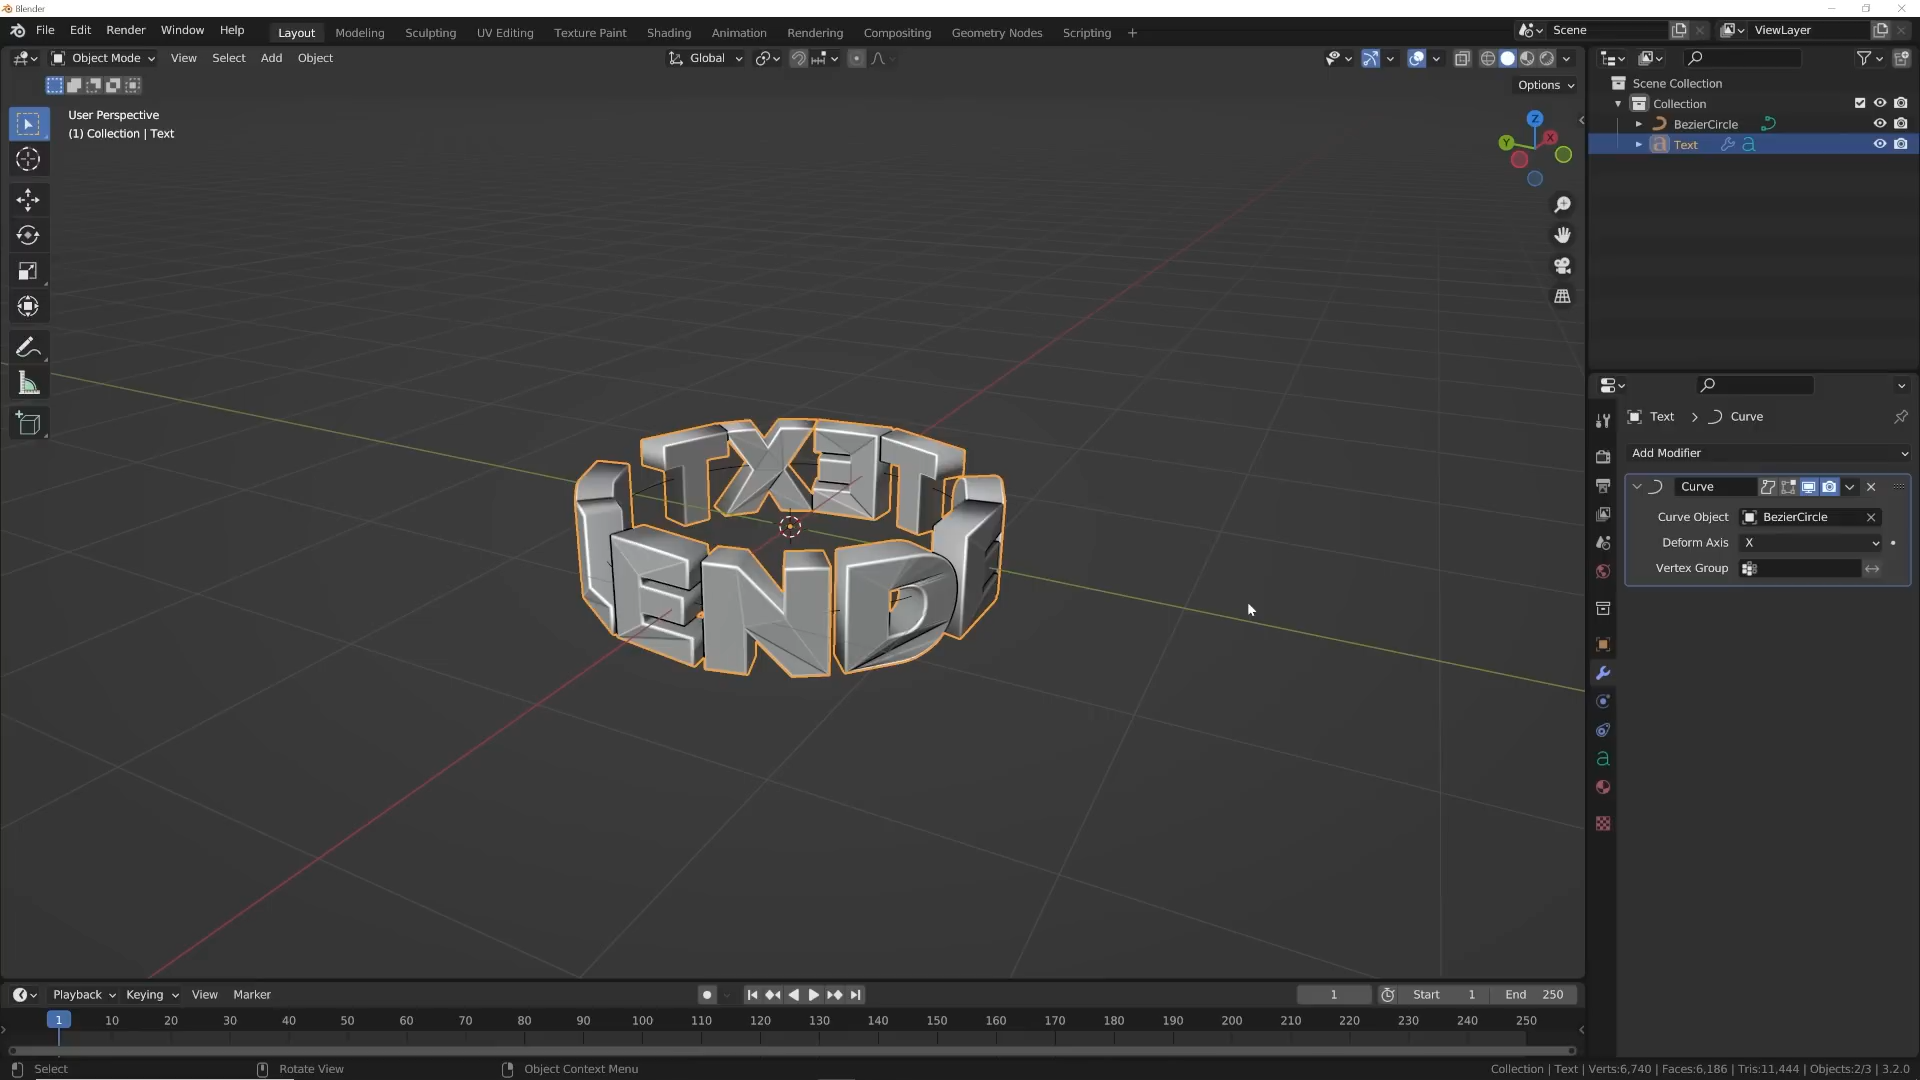 Blender
File Edit Render Window Help Layout Modeling Sculpting UV Editing Texture Paint Shading Animation Rendering Compositing Geometry Nodes Scripting + Scene ViewLayer
Object Mode View Select Add Object Global
Options
User Perspective
(1) Collection | Text
Z
X
Y
Scene Collection
Collection
BezierCircle
Text
Text > Curve
Add Modifier
Curve
Curve Object BezierCircle
Deform Axis X
Vertex Group
TEXT
LENDE
Playback Keying View Marker 1 Start 1 End 250
1 10 20 30 40 50 60 70 80 90 100 110 120 130 140 150 160 170 180 190 200 210 220 230 240 250
Select Rotate View Object Context Menu Collection | Text | Verts:6,740 | Faces:6,186 | Tris:11,444 | Objects:2/3 | 3.2.0